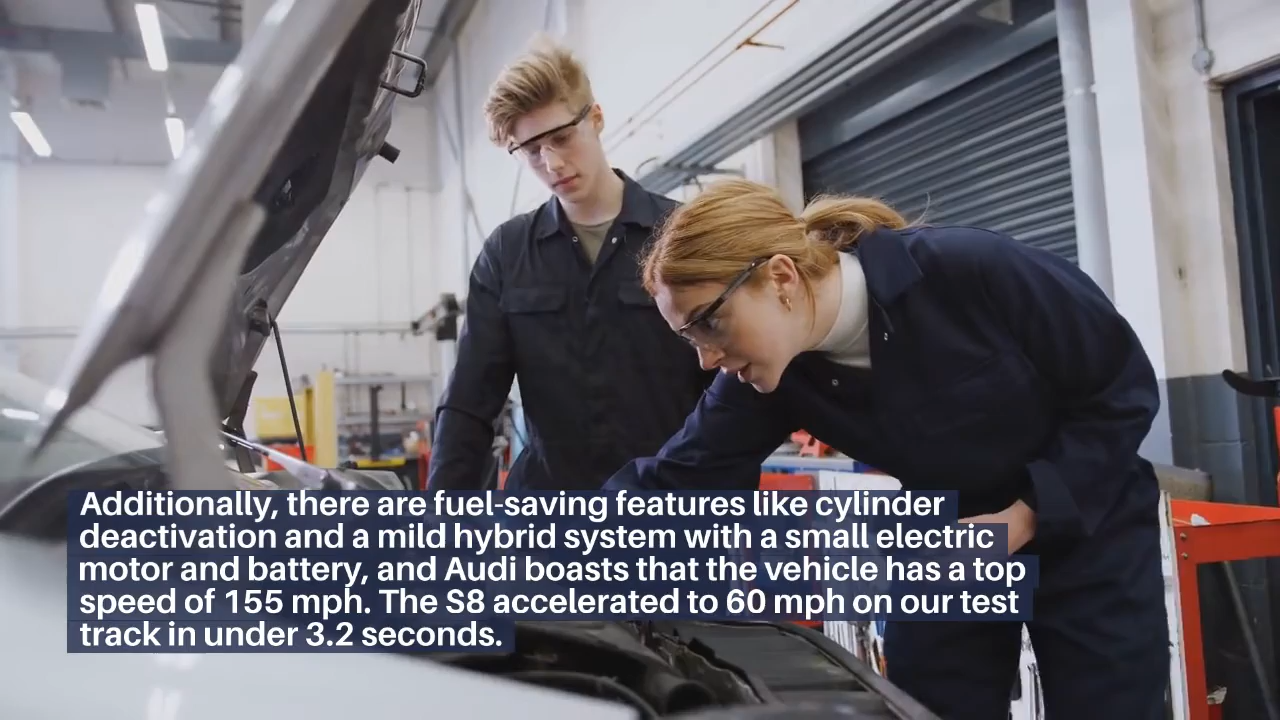 Additionally, there are fuel-saving features like cylinder
deactivation and a mild hybrid system with a small electric
motor and battery, and Audi boasts that the vehicle has a top
speed of 155 mph. The S8 accelerated to 60 mph on our test
track in under 3.2 seconds.